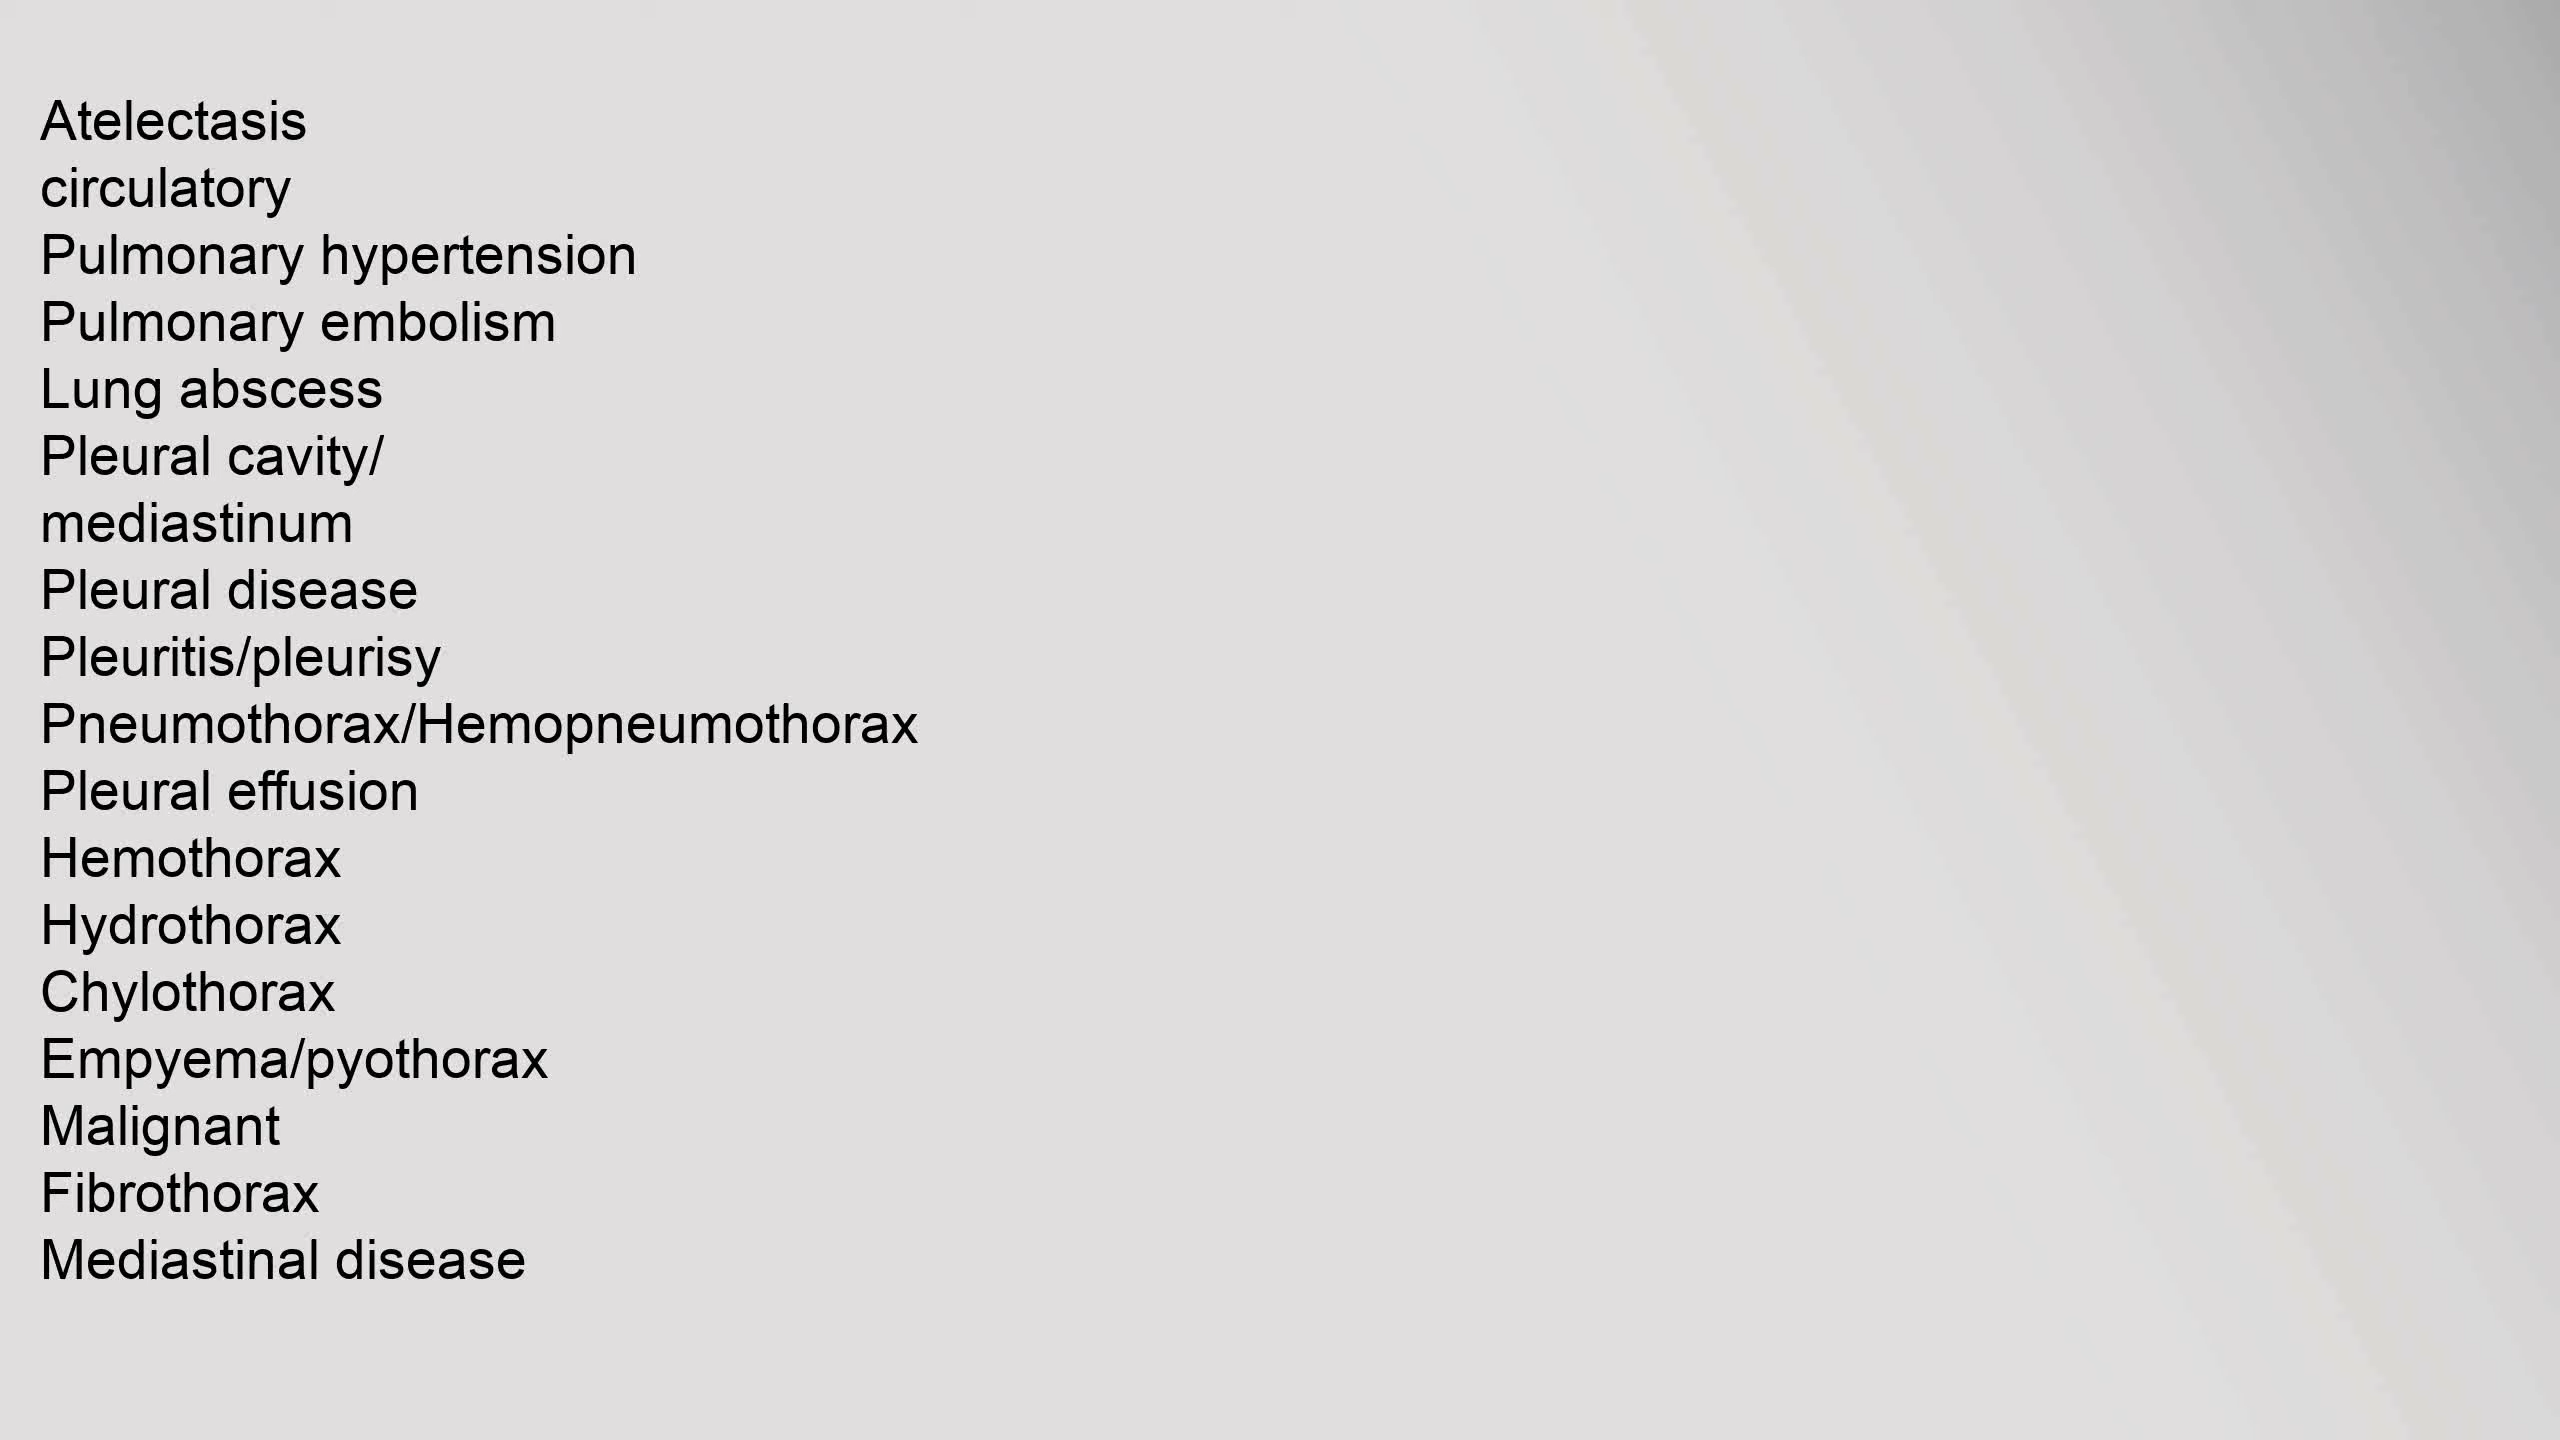 Atelectasis
circulatory
Pulmonary hypertension
Pulmonary embolism
Lung abscess
Pleural cavity/
mediastinum
Pleural disease
Pleuritis/pleurisy
Pneumothorax/Hemopneumothorax
Pleural effusion
Hemothorax
Hydrothorax
Chylothorax
Empyema/pyothorax
Malignant
Fibrothorax
Mediastinal disease